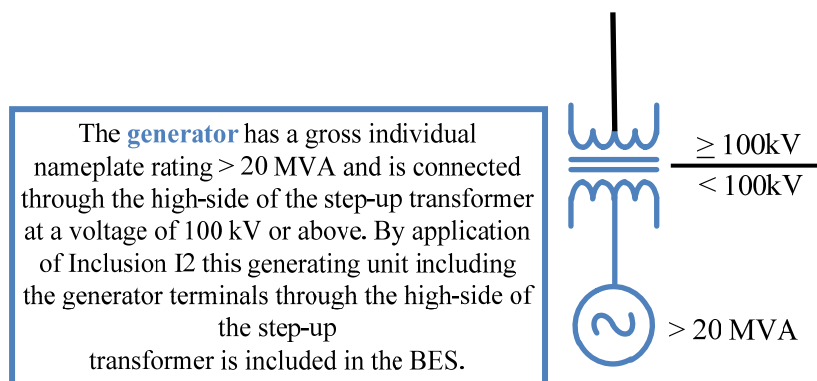 The generator has a gross individual
nameplate rating > 20 MVA and is connected
through the high-side of the step-up transformer
at a voltage of 100 kV or above. By application
of Inclusion I2 this generating unit including
the generator terminals through the high-side of
the step-up
transformer is included in the BES.
≥ 100kV
< 100kV
> 20 MVA